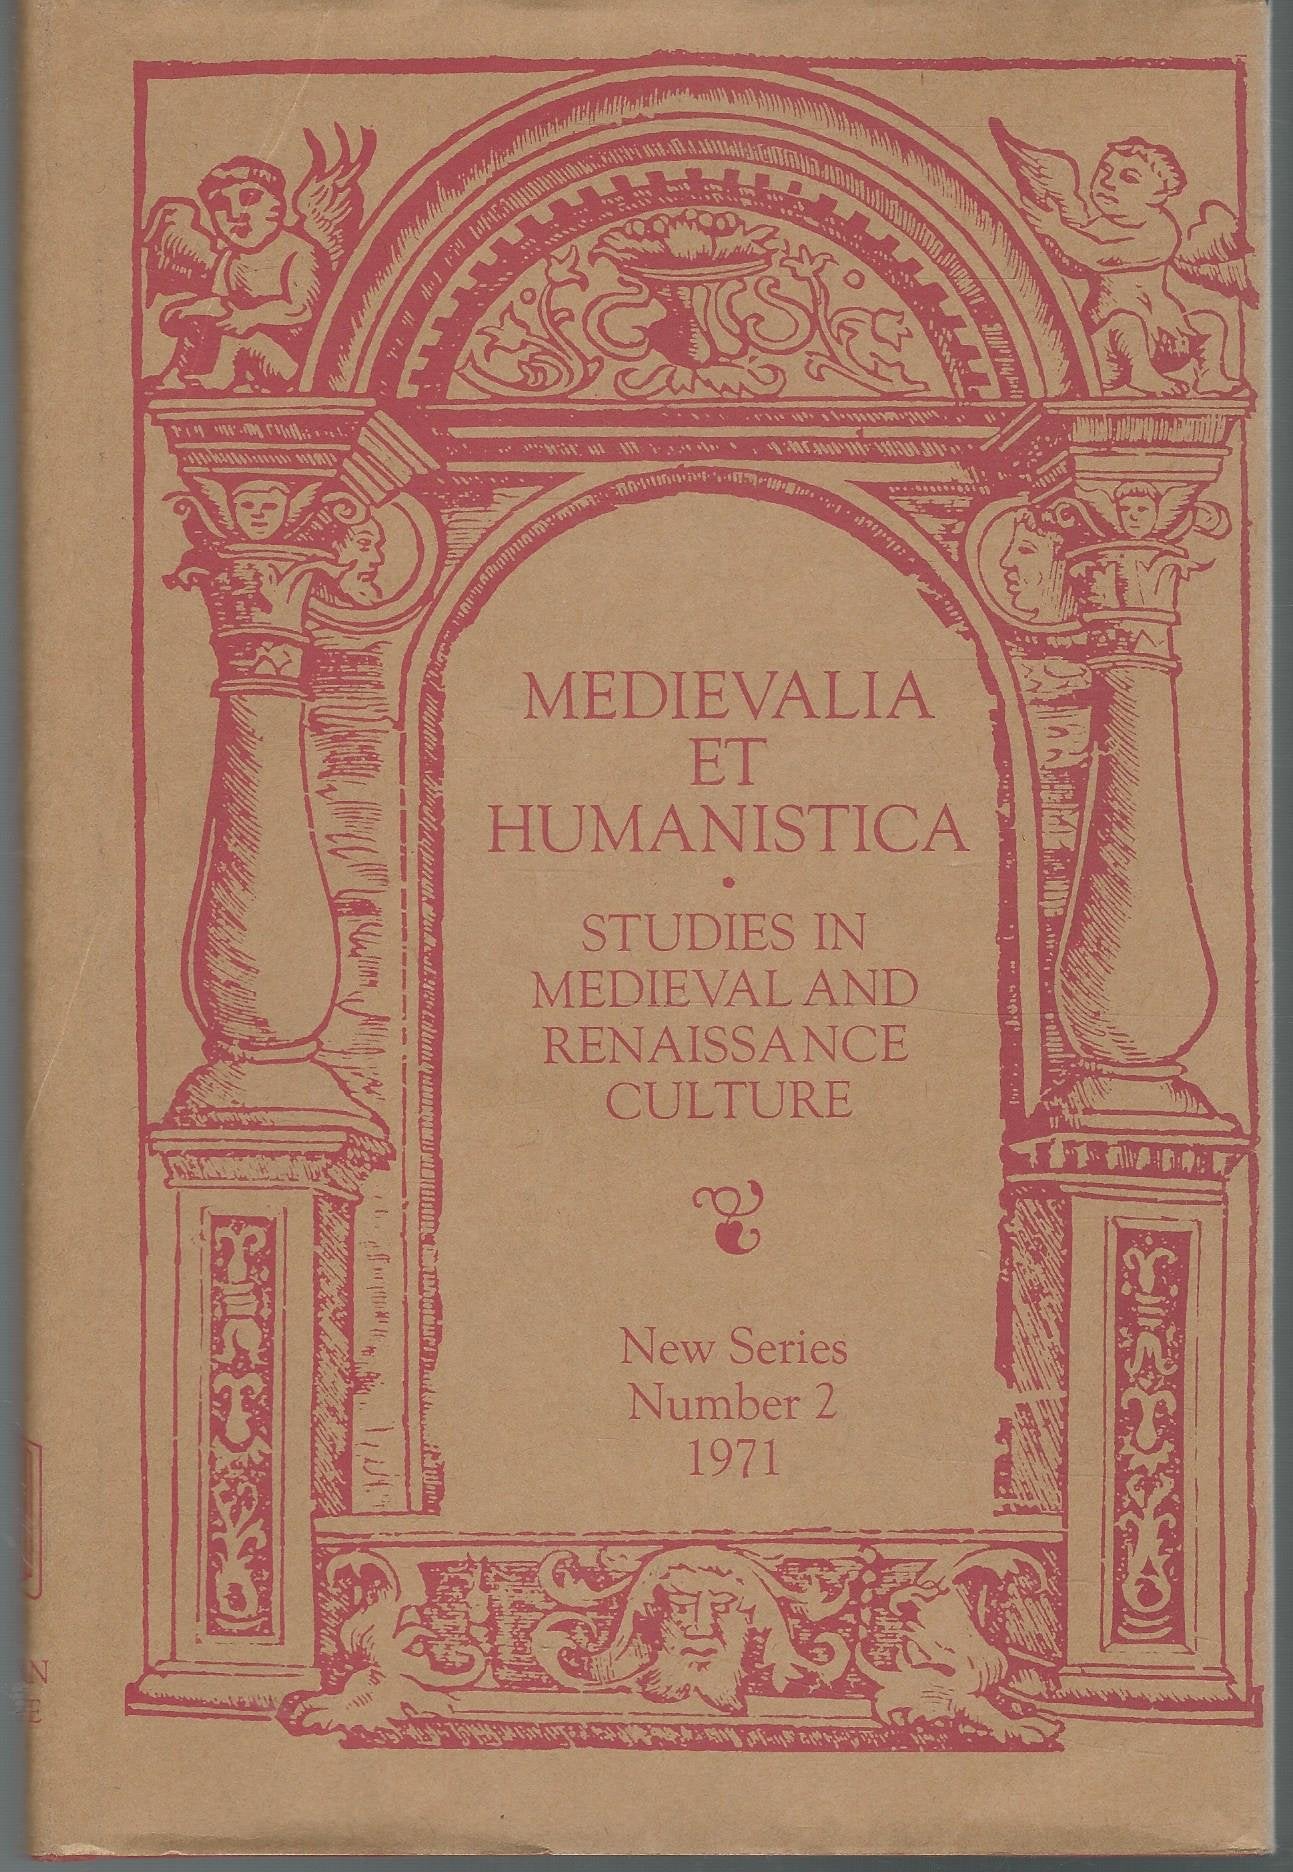 MEDIEVALIA
ET
HUMANISTICA
•
STUDIES IN
MEDIEVAL AND
RENAISSANCE
CULTURE
New Series
Number 2
1971